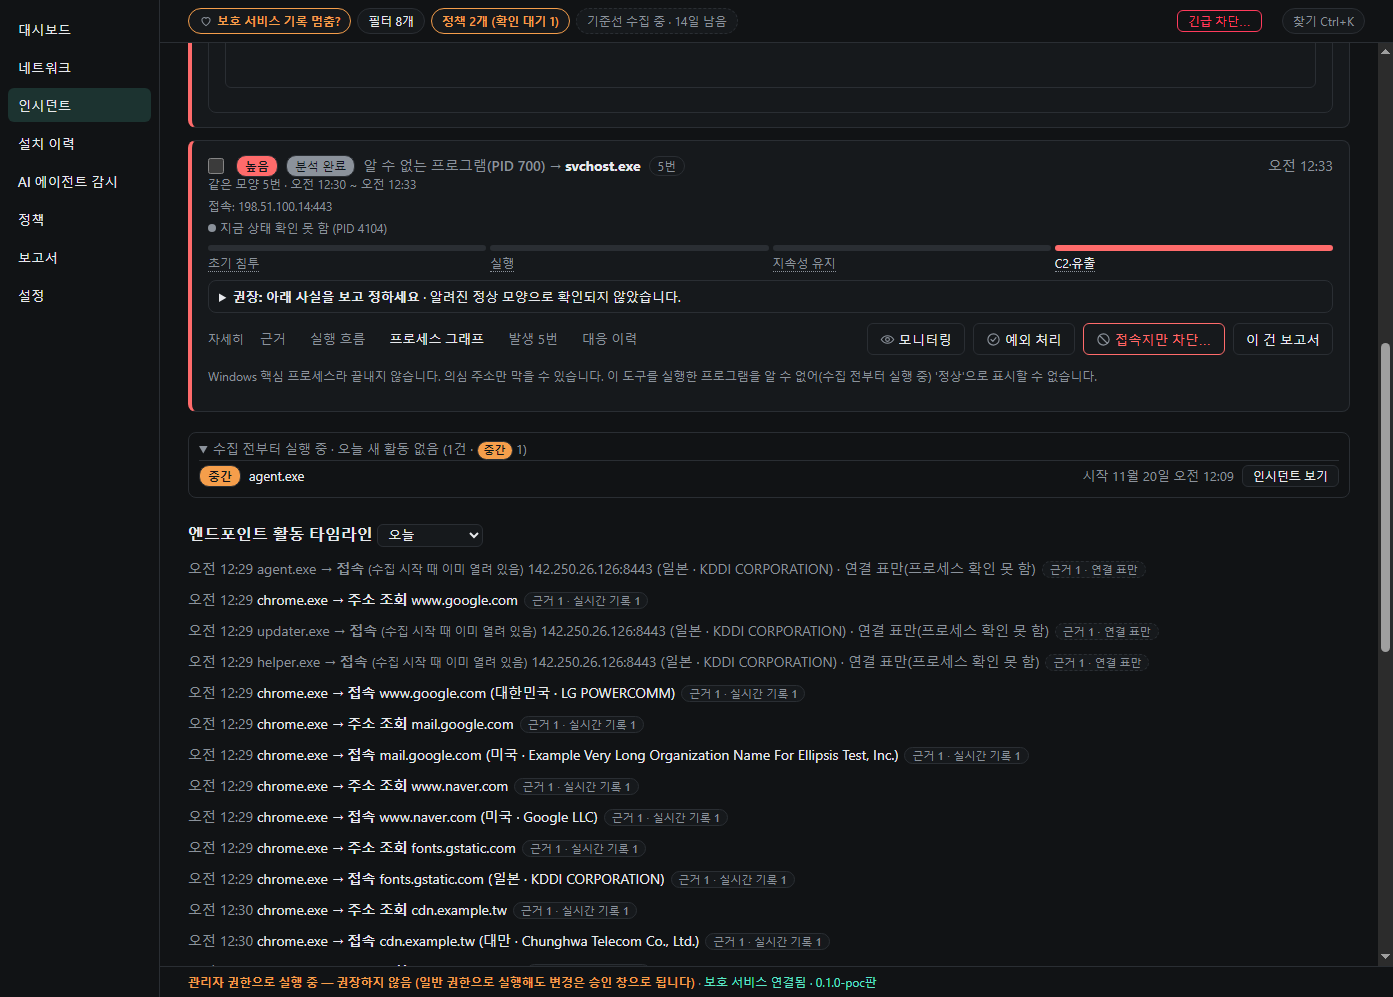 대시보드
네트워크
인시던트
설치 이력
AI 에이전트 감시
정책
보고서
설정
♡ 보호 서비스 기록 멈춤? 필터 8개 정책 2개 (확인 대기 1) 기준선 수집 중 · 14일 남음 긴급 차단... 찾기 Ctrl+K
높음 분석 완료 알 수 없는 프로그램(PID 700) → svchost.exe 5번 오전 12:33
같은 모양 5번 · 오전 12:30 ~ 오전 12:33
접속: 198.51.100.14:443
지금 상태 확인 못 함 (PID 4104)
초기 침투 실행 지속성 유지 C2·유출
▶ 권장: 아래 사실을 보고 정하세요 · 알려진 정상 모양으로 확인되지 않았습니다.
자세히 근거 실행 흐름 프로세스 그래프 발생 5번 대응 이력 모니터링 예외 처리 접속지만 차단... 이 건 보고서
Windows 핵심 프로세스라 끝내지 않습니다. 의심 주소만 막을 수 있습니다. 이 도구를 실행한 프로그램을 알 수 없어(수집 전부터 실행 중) '정상'으로 표시할 수 없습니다.
▼ 수집 전부터 실행 중 · 오늘 새 활동 없음 (1건 · 중간 1)
중간 agent.exe 시작 11월 20일 오전 12:09 인시던트 보기
엔드포인트 활동 타임라인 오늘
오전 12:29 agent.exe → 접속 (수집 시작 때 이미 열려 있음) 142.250.26.126:8443 (일본 · KDDI CORPORATION) · 연결 표만(프로세스 확인 못 함) 근거 1 · 연결 표만
오전 12:29 chrome.exe → 주소 조회 www.google.com 근거 1 · 실시간 기록 1
오전 12:29 updater.exe → 접속 (수집 시작 때 이미 열려 있음) 142.250.26.126:8443 (일본 · KDDI CORPORATION) · 연결 표만(프로세스 확인 못 함) 근거 1 · 연결 표만
오전 12:29 helper.exe → 접속 (수집 시작 때 이미 열려 있음) 142.250.26.126:8443 (일본 · KDDI CORPORATION) · 연결 표만(프로세스 확인 못 함) 근거 1 · 연결 표만
오전 12:29 chrome.exe → 접속 www.google.com (대한민국 · LG POWERCOMM) 근거 1 · 실시간 기록 1
오전 12:29 chrome.exe → 주소 조회 mail.google.com 근거 1 · 실시간 기록 1
오전 12:29 chrome.exe → 접속 mail.google.com (미국 · Example Very Long Organization Name For Ellipsis Test, Inc.) 근거 1 · 실시간 기록 1
오전 12:29 chrome.exe → 주소 조회 www.naver.com 근거 1 · 실시간 기록 1
오전 12:29 chrome.exe → 접속 www.naver.com (미국 · Google LLC) 근거 1 · 실시간 기록 1
오전 12:29 chrome.exe → 주소 조회 fonts.gstatic.com 근거 1 · 실시간 기록 1
오전 12:29 chrome.exe → 접속 fonts.gstatic.com (일본 · KDDI CORPORATION) 근거 1 · 실시간 기록 1
오전 12:30 chrome.exe → 주소 조회 cdn.example.tw 근거 1 · 실시간 기록 1
오전 12:30 chrome.exe → 접속 cdn.example.tw (대만 · Chunghwa Telecom Co., Ltd.) 근거 1 · 실시간 기록 1
관리자 권한으로 실행 중 — 권장하지 않음 (일반 권한으로 실행해도 변경은 승인 창으로 됩니다) · 보호 서비스 연결됨 · 0.1.0-poc판